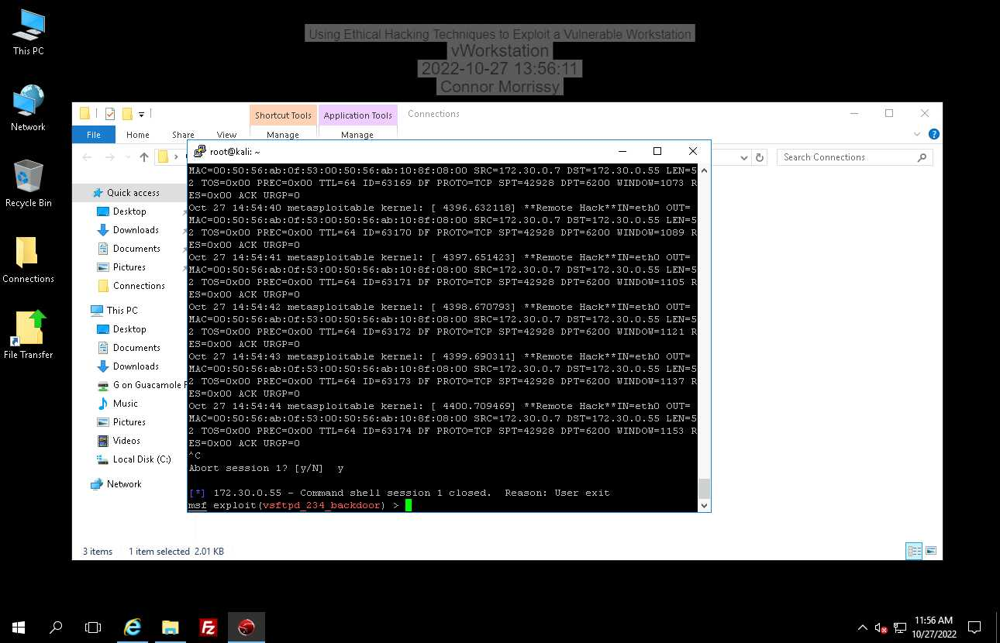 This PC
Network
Recycle Bin
Connections
File Transfer
Using Ethical Hacking Techniques to Exploit a Vulnerable Workstation
vWorkstation
2022-10-27 13:56:11
Connor Morrissy
Shortcut Tools
Application Tools
Connections
File
Home
Share
View
Manage
Manage
Search Connections
Quick access
Desktop
Downloads
Documents
Pictures
Connections
This PC
Desktop
Documents
Downloads
G on Guacamole
Music
Pictures
Videos
Local Disk (C:)
Network
root@kali: ~
MAC=00:50:56:ab:0f:53:00:50:56:ab:10:8f:08:00 SRC=172.30.0.7 DST=172.30.0.55 LEN=5
2 TOS=0x00 PREC=0x00 TTL=64 ID=63169 DF PROTO=TCP SPT=42928 DPT=6200 WINDOW=1073 R
ES=0x00 ACK URGP=0
Oct 27 14:54:40 metasploitable kernel: [ 4396.632118] **Remote Hack**IN=eth0 OUT=
MAC=00:50:56:ab:0f:53:00:50:56:ab:10:8f:08:00 SRC=172.30.0.7 DST=172.30.0.55 LEN=5
2 TOS=0x00 PREC=0x00 TTL=64 ID=63170 DF PROTO=TCP SPT=42928 DPT=6200 WINDOW=1089 R
ES=0x00 ACK URGP=0
Oct 27 14:54:41 metasploitable kernel: [ 4397.651423] **Remote Hack**IN=eth0 OUT=
MAC=00:50:56:ab:0f:53:00:50:56:ab:10:8f:08:00 SRC=172.30.0.7 DST=172.30.0.55 LEN=5
2 TOS=0x00 PREC=0x00 TTL=64 ID=63171 DF PROTO=TCP SPT=42928 DPT=6200 WINDOW=1105 R
ES=0x00 ACK URGP=0
Oct 27 14:54:42 metasploitable kernel: [ 4398.670793] **Remote Hack**IN=eth0 OUT=
MAC=00:50:56:ab:0f:53:00:50:56:ab:10:8f:08:00 SRC=172.30.0.7 DST=172.30.0.55 LEN=5
2 TOS=0x00 PREC=0x00 TTL=64 ID=63172 DF PROTO=TCP SPT=42928 DPT=6200 WINDOW=1121 R
ES=0x00 ACK URGP=0
Oct 27 14:54:43 metasploitable kernel: [ 4399.690311] **Remote Hack**IN=eth0 OUT=
MAC=00:50:56:ab:0f:53:00:50:56:ab:10:8f:08:00 SRC=172.30.0.7 DST=172.30.0.55 LEN=5
2 TOS=0x00 PREC=0x00 TTL=64 ID=63173 DF PROTO=TCP SPT=42928 DPT=6200 WINDOW=1137 R
ES=0x00 ACK URGP=0
Oct 27 14:54:44 metasploitable kernel: [ 4400.709469] **Remote Hack**IN=eth0 OUT=
MAC=00:50:56:ab:0f:53:00:50:56:ab:10:8f:08:00 SRC=172.30.0.7 DST=172.30.0.55 LEN=5
2 TOS=0x00 PREC=0x00 TTL=64 ID=63174 DF PROTO=TCP SPT=42928 DPT=6200 WINDOW=1153 R
ES=0x00 ACK URGP=0
^C
Abort session 1? [y/N] y
[*] 172.30.0.55 - Command shell session 1 closed. Reason: User exit
msf exploit(vsftpd_234_backdoor) >
3 items 1 item selected 2.01 KB
11:56 AM
10/27/2022